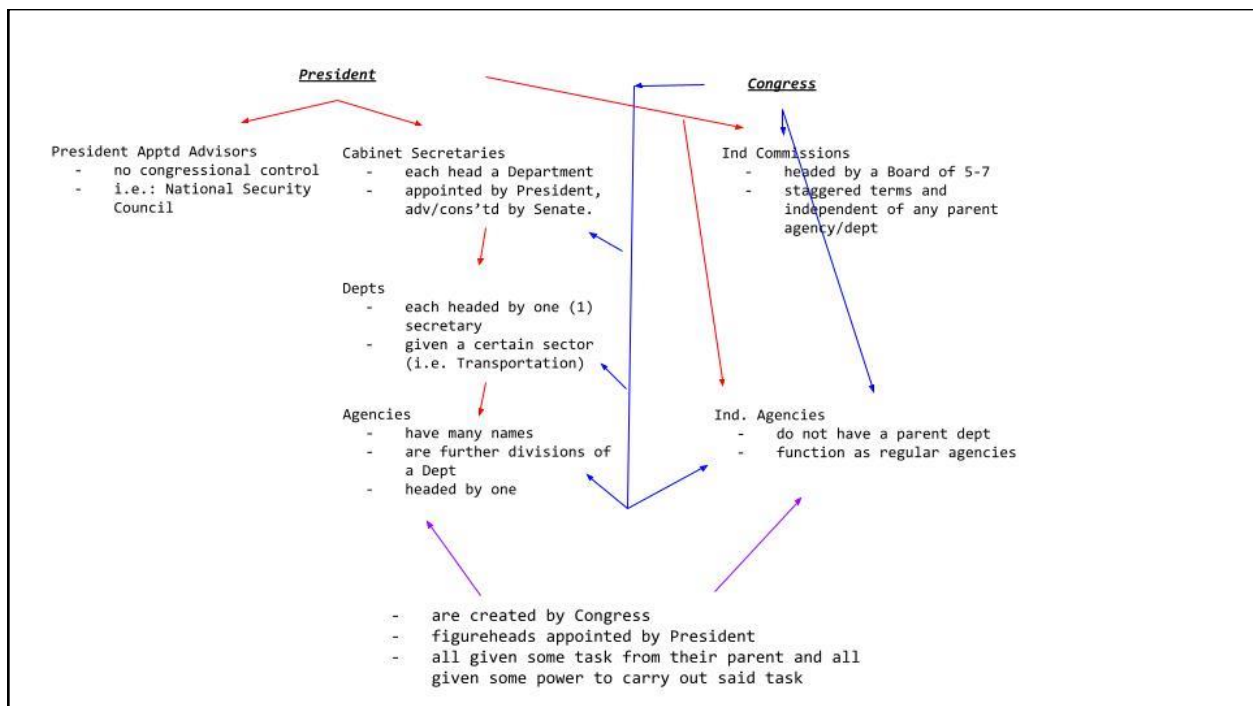 President
Congress
President Apptd Advisors
- no congressional control
- i.e.: National Security
Council
Cabinet Secretaries
- each head a Department
- appointed by President,
adv/cons'td by Senate.
Ind Commissions
- headed by a Board of 5-7
- staggered terms and
independent of any parent
agency/dept
Depts
- each headed by one (1)
secretary
- given a certain sector
(i.e. Transportation)
Agencies
- have many names
- are further divisions of
a Dept
- headed by one
Ind. Agencies
- do not have a parent dept
- function as regular agencies
- are created by Congress
- figureheads appointed by President
- all given some task from their parent and all
given some power to carry out said task